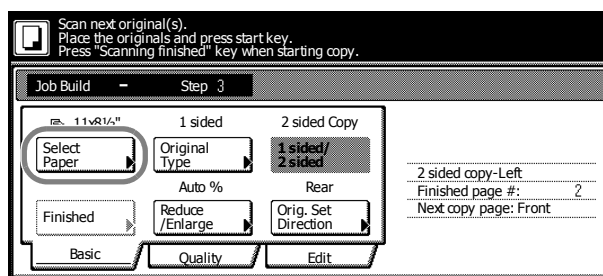 Scan next original(s).
Place the originals and press start key.
Press "Scanning finished" key when starting copy.
Job Build - Step 3
11x8½" 1 sided 2 sided Copy
Select Paper
Original Type
1 sided/ 2 sided
Auto % Rear
Finished
Reduce /Enlarge
Orig. Set Direction
2 sided copy-Left
Finished page #: 2
Next copy page: Front
Basic Quality Edit